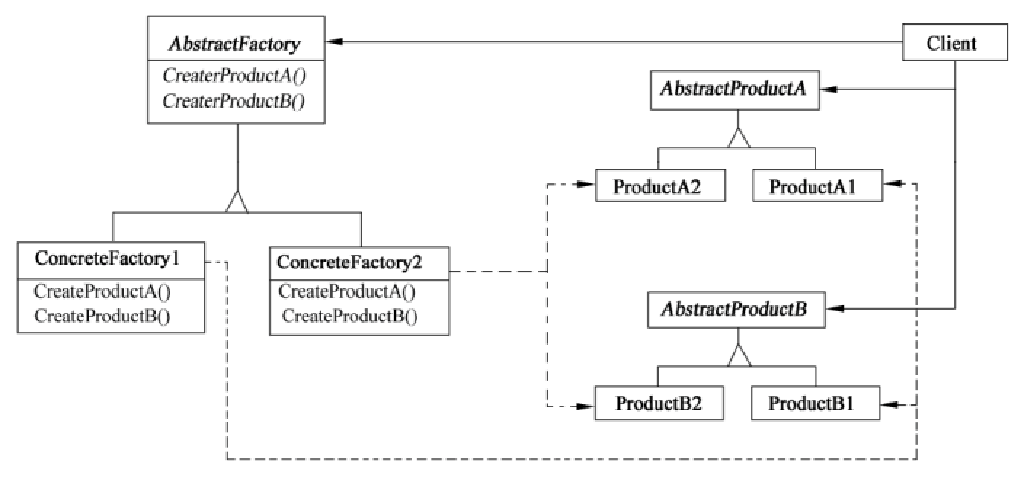 AbstractFactory
CreaterProductA()
CreaterProductB()
Client
AbstractProductA
ProductA2
ProductA1
ConcreteFactory1
CreateProductA()
CreateProductB()
ConcreteFactory2
CreateProductA()
CreateProductB()
AbstractProductB
ProductB2
ProductB1